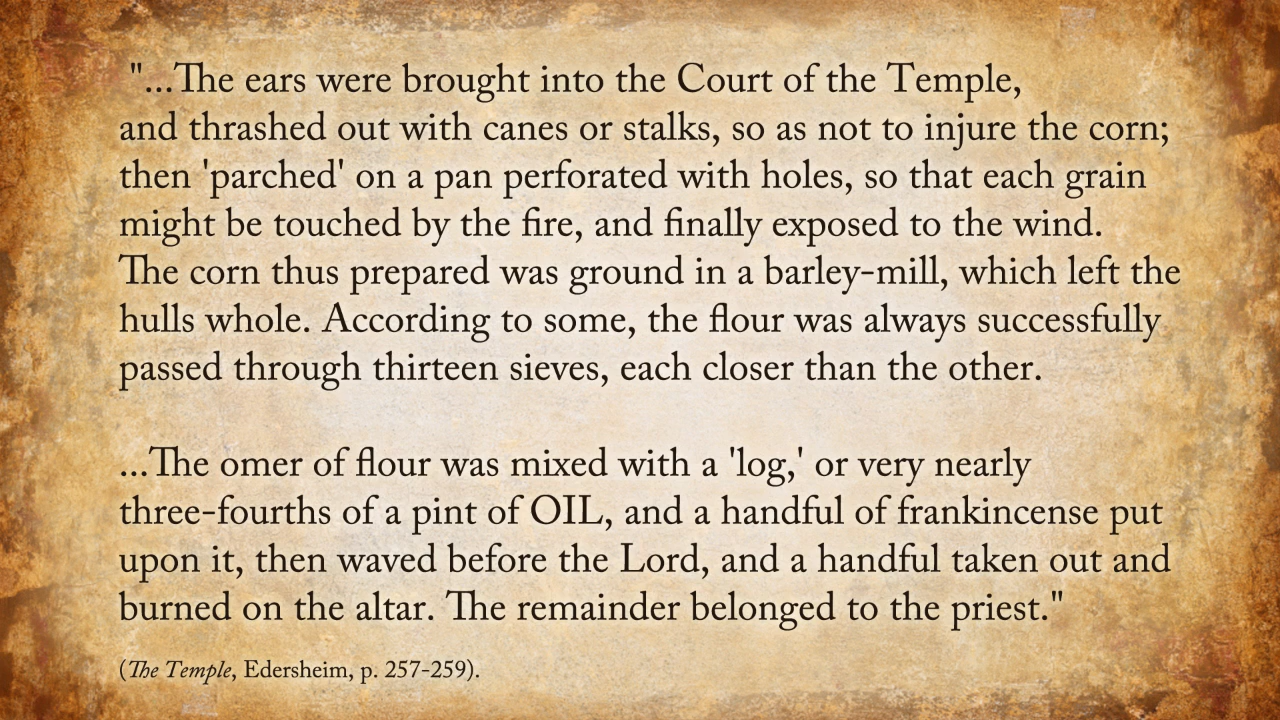 "...The ears were brought into the Court of the Temple,
and thrashed out with canes or stalks, so as not to injure the corn;
then 'parched' on a pan perforated with holes, so that each grain
might be touched by the fire, and finally exposed to the wind.
The corn thus prepared was ground in a barley-mill, which left the
hulls whole. According to some, the flour was always successfully
passed through thirteen sieves, each closer than the other.
...The omer of flour was mixed with a 'log,' or very nearly
three-fourths of a pint of OIL, and a handful of frankincense put
upon it, then waved before the Lord, and a handful taken out and
burned on the altar. The remainder belonged to the priest."
(The Temple, Edersheim, p. 257-259).